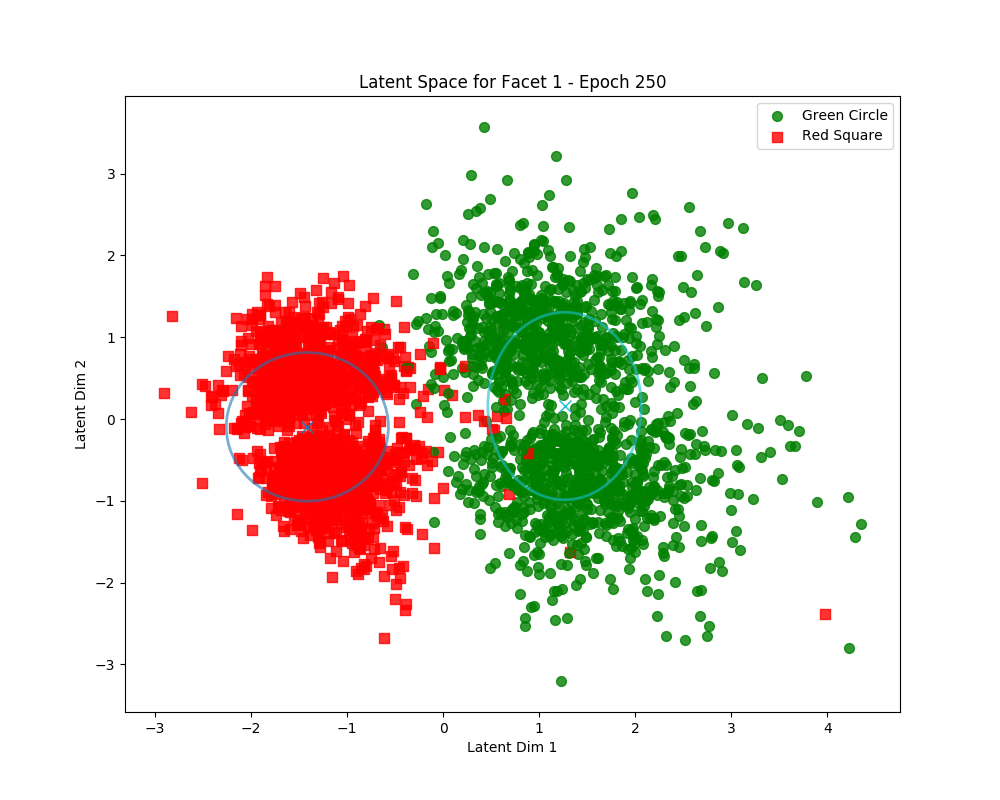 Latent Space for Facet 1 - Epoch 250
Green Circle
Red Square
3
2
1
0
−1
−2
−3
Latent Dim 2
−3 −2 −1 0 1 2 3 4
Latent Dim 1